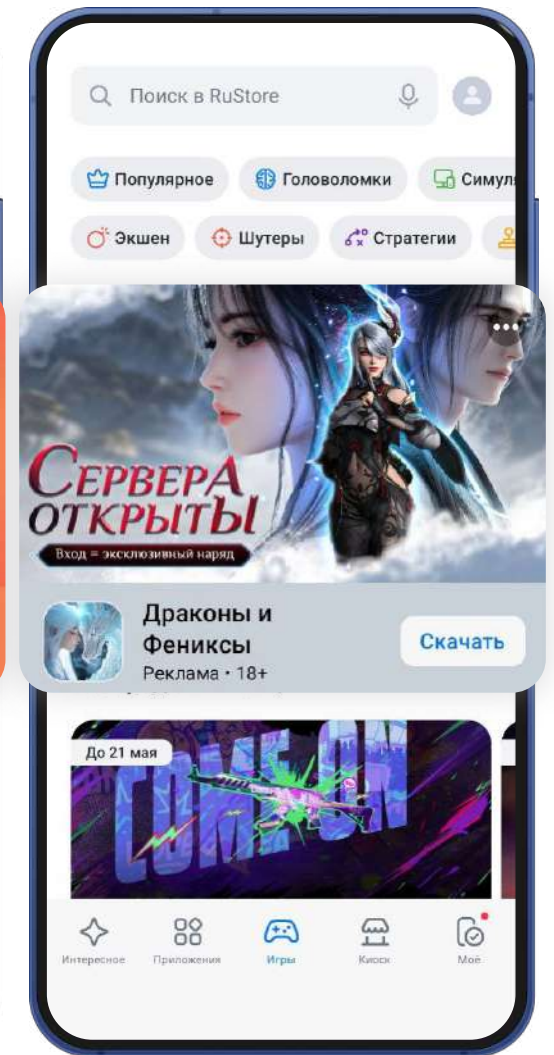 Поиск в RuStore
Популярное
Головоломки
Симуля
Экшен
Шутеры
Стратегии
СЕРВЕРА
ОТКРЫТЫ
Вход = эксклюзивный наряд
Драконы и
Фениксы
Реклама • 18+
Скачать
До 21 мая
COME ON
Интересное
Приложения
Игры
Киоск
Моё